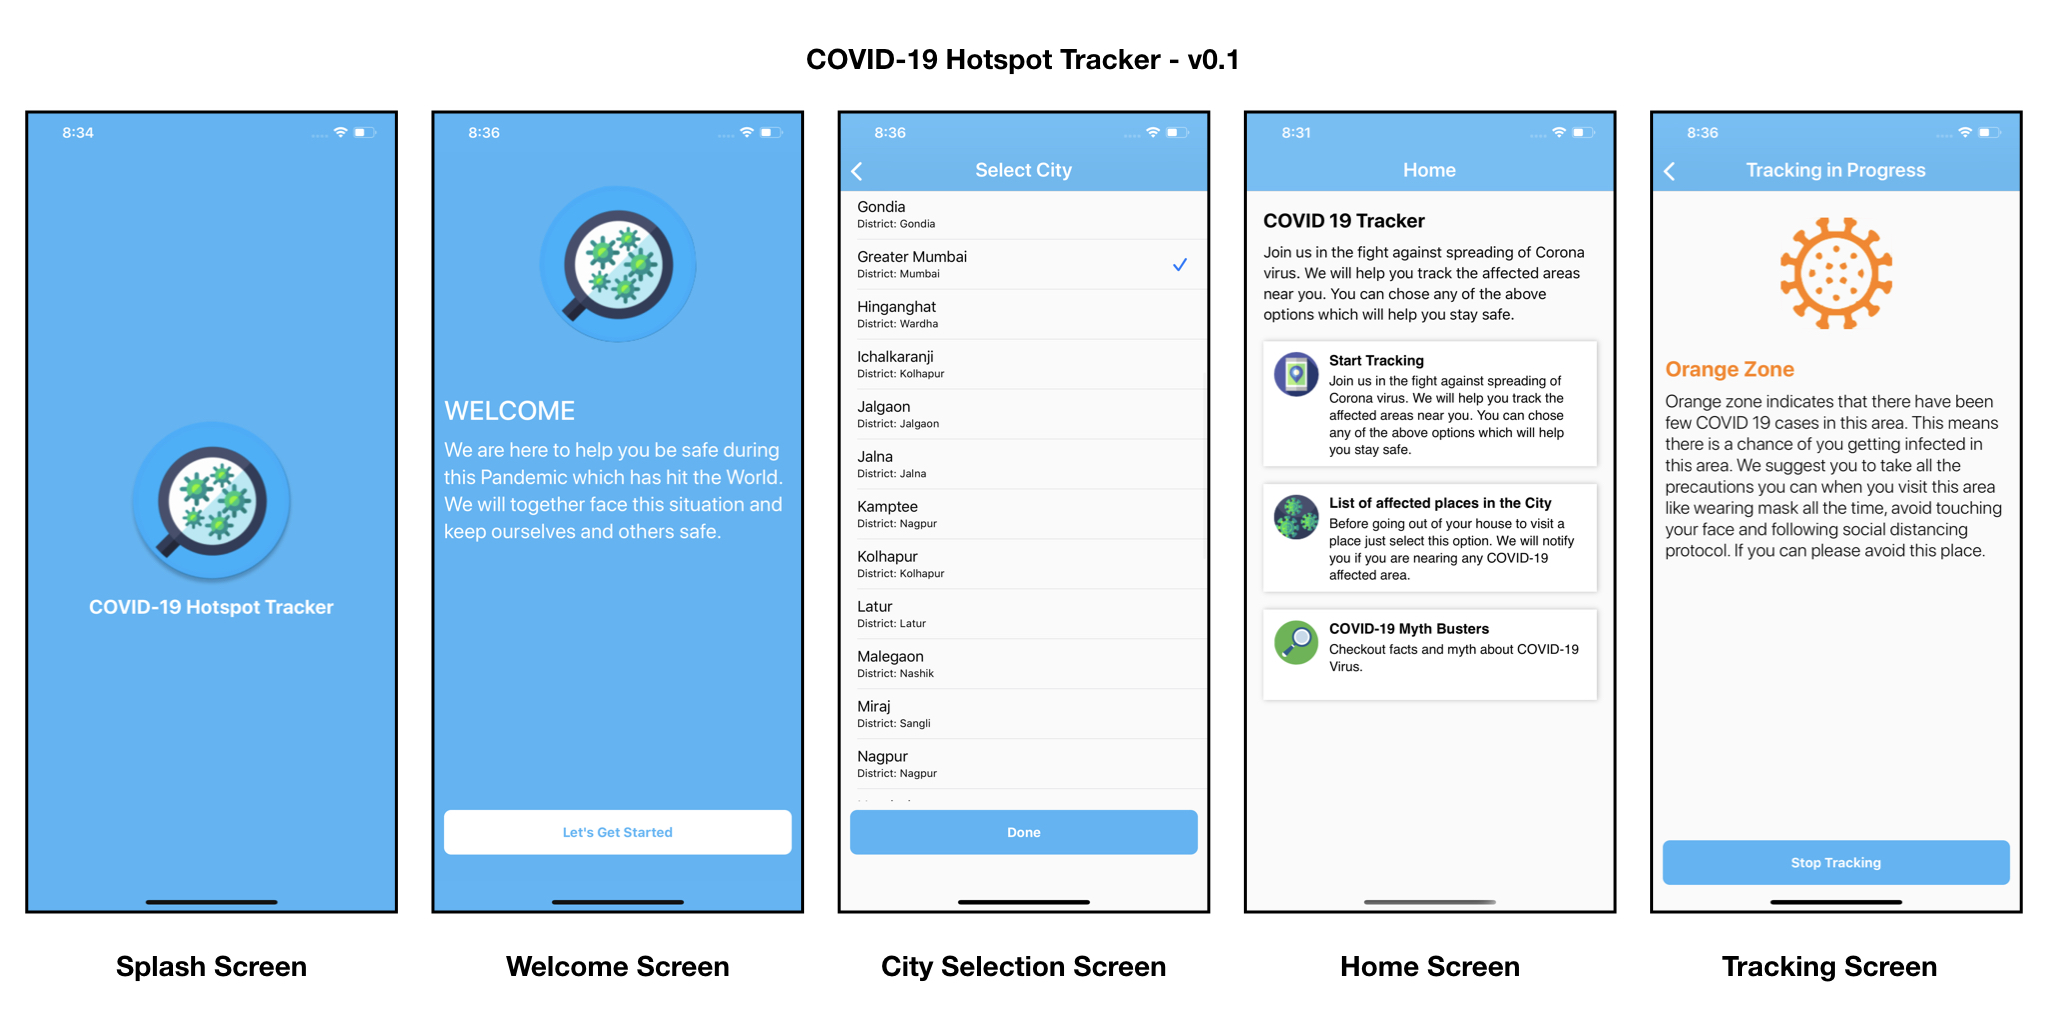 COVID-19 Hotspot Tracker - v0.1
8:34
COVID-19 Hotspot Tracker
Splash Screen
8:36
WELCOME
We are here to help you be safe during
this Pandemic which has hit the World.
We will together face this situation and
keep ourselves and others safe.
Let's Get Started
Welcome Screen
8:36
Select City
Gondia
District: Gondia
Greater Mumbai
District: Mumbai
Hinganghat
District: Wardha
Ichalkaranji
District: Kolhapur
Jalgaon
District: Jalgaon
Jalna
District: Jalna
Kamptee
District: Nagpur
Kolhapur
District: Kolhapur
Latur
District: Latur
Malegaon
District: Nashik
Miraj
District: Sangli
Nagpur
District: Nagpur
Done
City Selection Screen
8:31
Home
COVID 19 Tracker
Join us in the fight against spreading of Corona
virus. We will help you track the affected areas
near you. You can chose any of the above
options which will help you stay safe.
Start Tracking
Join us in the fight against spreading of
Corona virus. We will help you track the
affected areas near you. You can chose
any of the above options which will help
you stay safe.
List of affected places in the City
Before going out of your house to visit a
place just select this option. We will notify
you if you are nearing any COVID-19
affected area.
COVID-19 Myth Busters
Checkout facts and myth about COVID-19
Virus.
Home Screen
8:36
Tracking in Progress
Orange Zone
Orange zone indicates that there have been
few COVID 19 cases in this area. This means
there is a chance of you getting infected in
this area. We suggest you to take all the
precautions you can when you visit this area
like wearing mask all the time, avoid touching
your face and following social distancing
protocol. If you can please avoid this place.
Stop Tracking
Tracking Screen